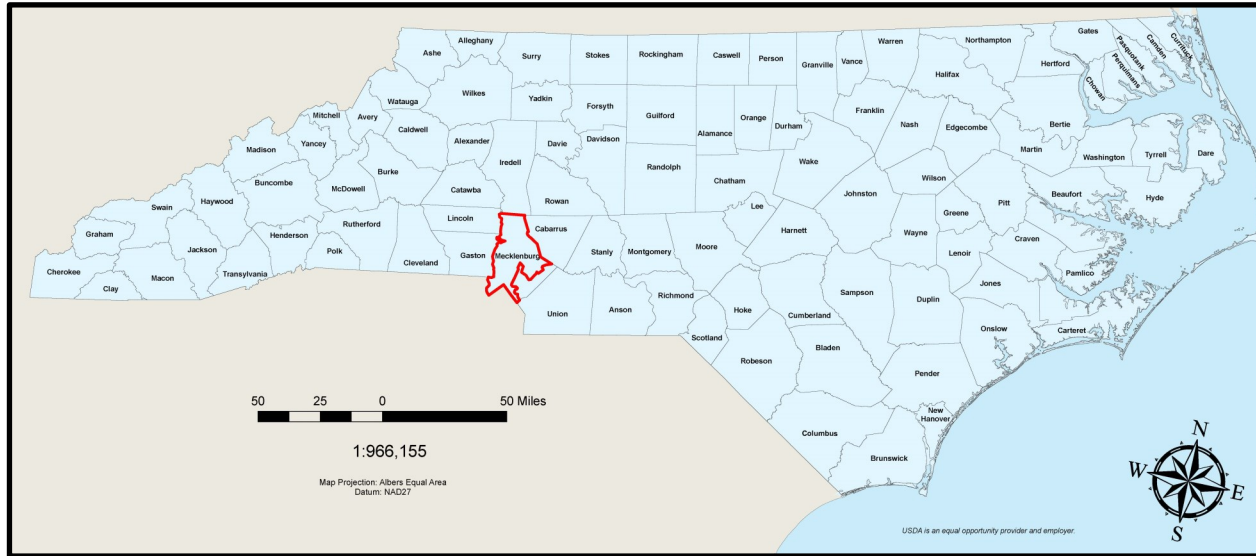 Alleghany
Ashe
Surry
Stokes
Rockingham
Caswell
Person
Granville
Vance
Warren
Northampton
Gates
Currituck
Camden
Pasquotank
Perquimans
Chowan
Hertford
Halifax
Watauga
Wilkes
Yadkin
Forsyth
Guilford
Alamance
Orange
Durham
Franklin
Nash
Edgecombe
Bertie
Martin
Washington
Tyrrell
Dare
Mitchell
Avery
Caldwell
Alexander
Iredell
Davie
Davidson
Randolph
Chatham
Wake
Wilson
Madison
Yancey
Burke
Catawba
Rowan
Johnston
Pitt
Beaufort
Hyde
Buncombe
McDowell
Haywood
Swain
Rutherford
Lincoln
Cabarrus
Lee
Harnett
Greene
Wayne
Lenoir
Craven
Pamlico
Graham
Jackson
Henderson
Polk
Cleveland
Gaston
Mecklenburg
Stanly
Montgomery
Moore
Cherokee
Clay
Macon
Transylvania
Union
Anson
Richmond
Hoke
Cumberland
Sampson
Duplin
Jones
Onslow
Carteret
Scotland
Robeson
Bladen
Pender
New
Hanover
Columbus
Brunswick
50 25 0 50 Miles
1:966,155
Map Projection: Albers Equal Area
Datum: NAD27
N
W
E
S
USDA is an equal opportunity provider and employer.